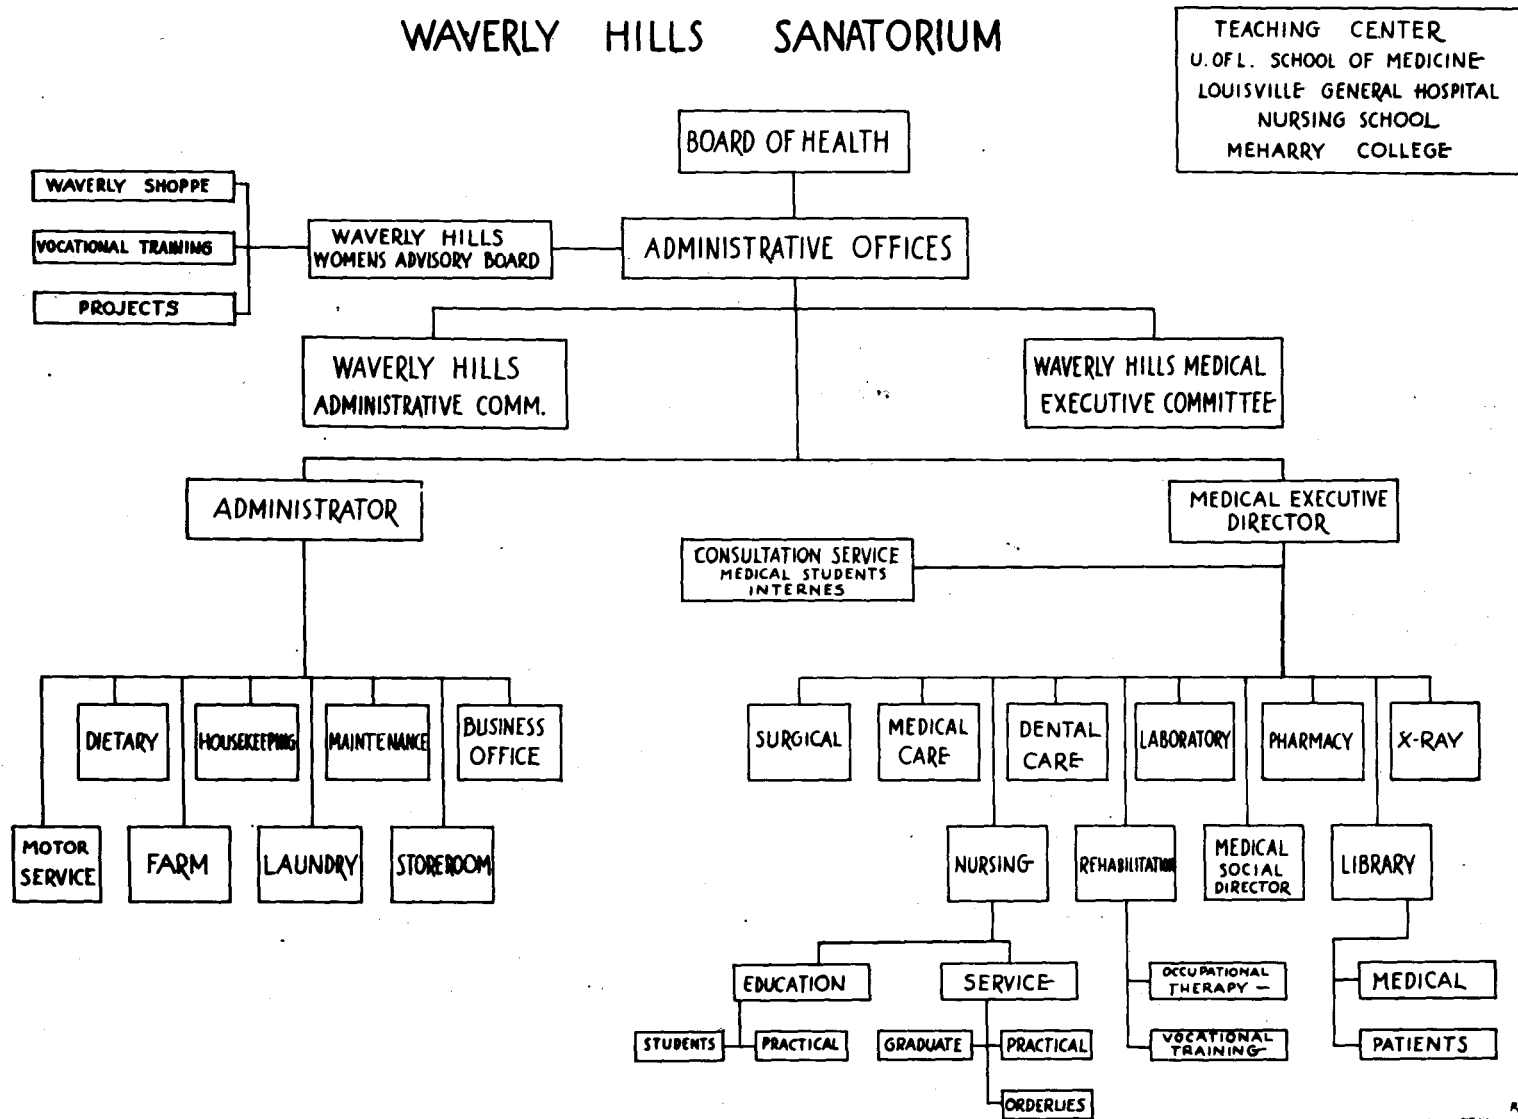 WAVERLY HILLS SANATORIUM
TEACHING CENTER
U. OF L. SCHOOL OF MEDICINE
LOUISVILLE GENERAL HOSPITAL
NURSING SCHOOL
MEHARRY COLLEGE
BOARD OF HEALTH
WAVERLY SHOPPE
VOCATIONAL TRAINING
PROJECTS
WAVERLY HILLS
WOMENS ADVISORY BOARD
ADMINISTRATIVE OFFICES
WAVERLY HILLS
ADMINISTRATIVE COMM.
WAVERLY HILLS MEDICAL
EXECUTIVE COMMITTEE
ADMINISTRATOR
MEDICAL EXECUTIVE
DIRECTOR
CONSULTATION SERVICE
MEDICAL STUDENTS
INTERNES
DIETARY
HOUSEKEEPING
MAINTENANCE
BUSINESS
OFFICE
MOTOR
SERVICE
FARM
LAUNDRY
STOREROOM
SURGICAL
MEDICAL
CARE
DENTAL
CARE
LABORATORY
PHARMACY
X-RAY
NURSING
REHABILITATION
MEDICAL
SOCIAL
DIRECTOR
LIBRARY
EDUCATION
SERVICE
STUDENTS
PRACTICAL
GRADUATE
PRACTICAL
ORDERLIES
OCCUPATIONAL
THERAPY —
VOCATIONAL
TRAINING
MEDICAL
PATIENTS